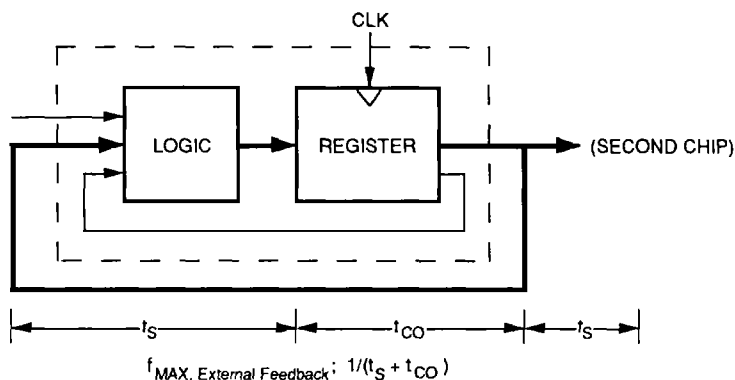 CLK
LOGIC
REGISTER
(SECOND CHIP)
tS
tCO
tS
fMAX, External Feedback; 1/(tS + tCO)